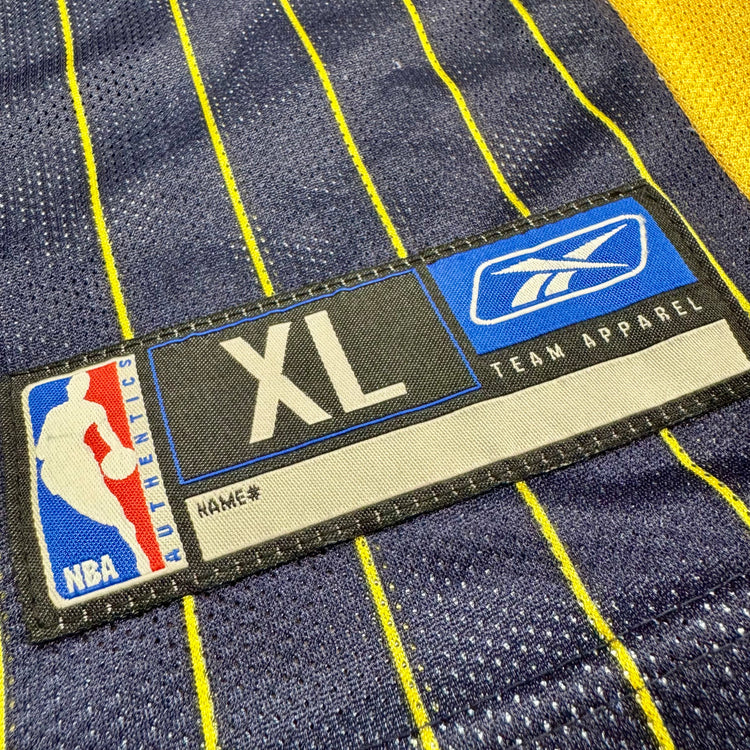 NBA
AUTHENTICS
XL
TEAM APPAREL
NAME#